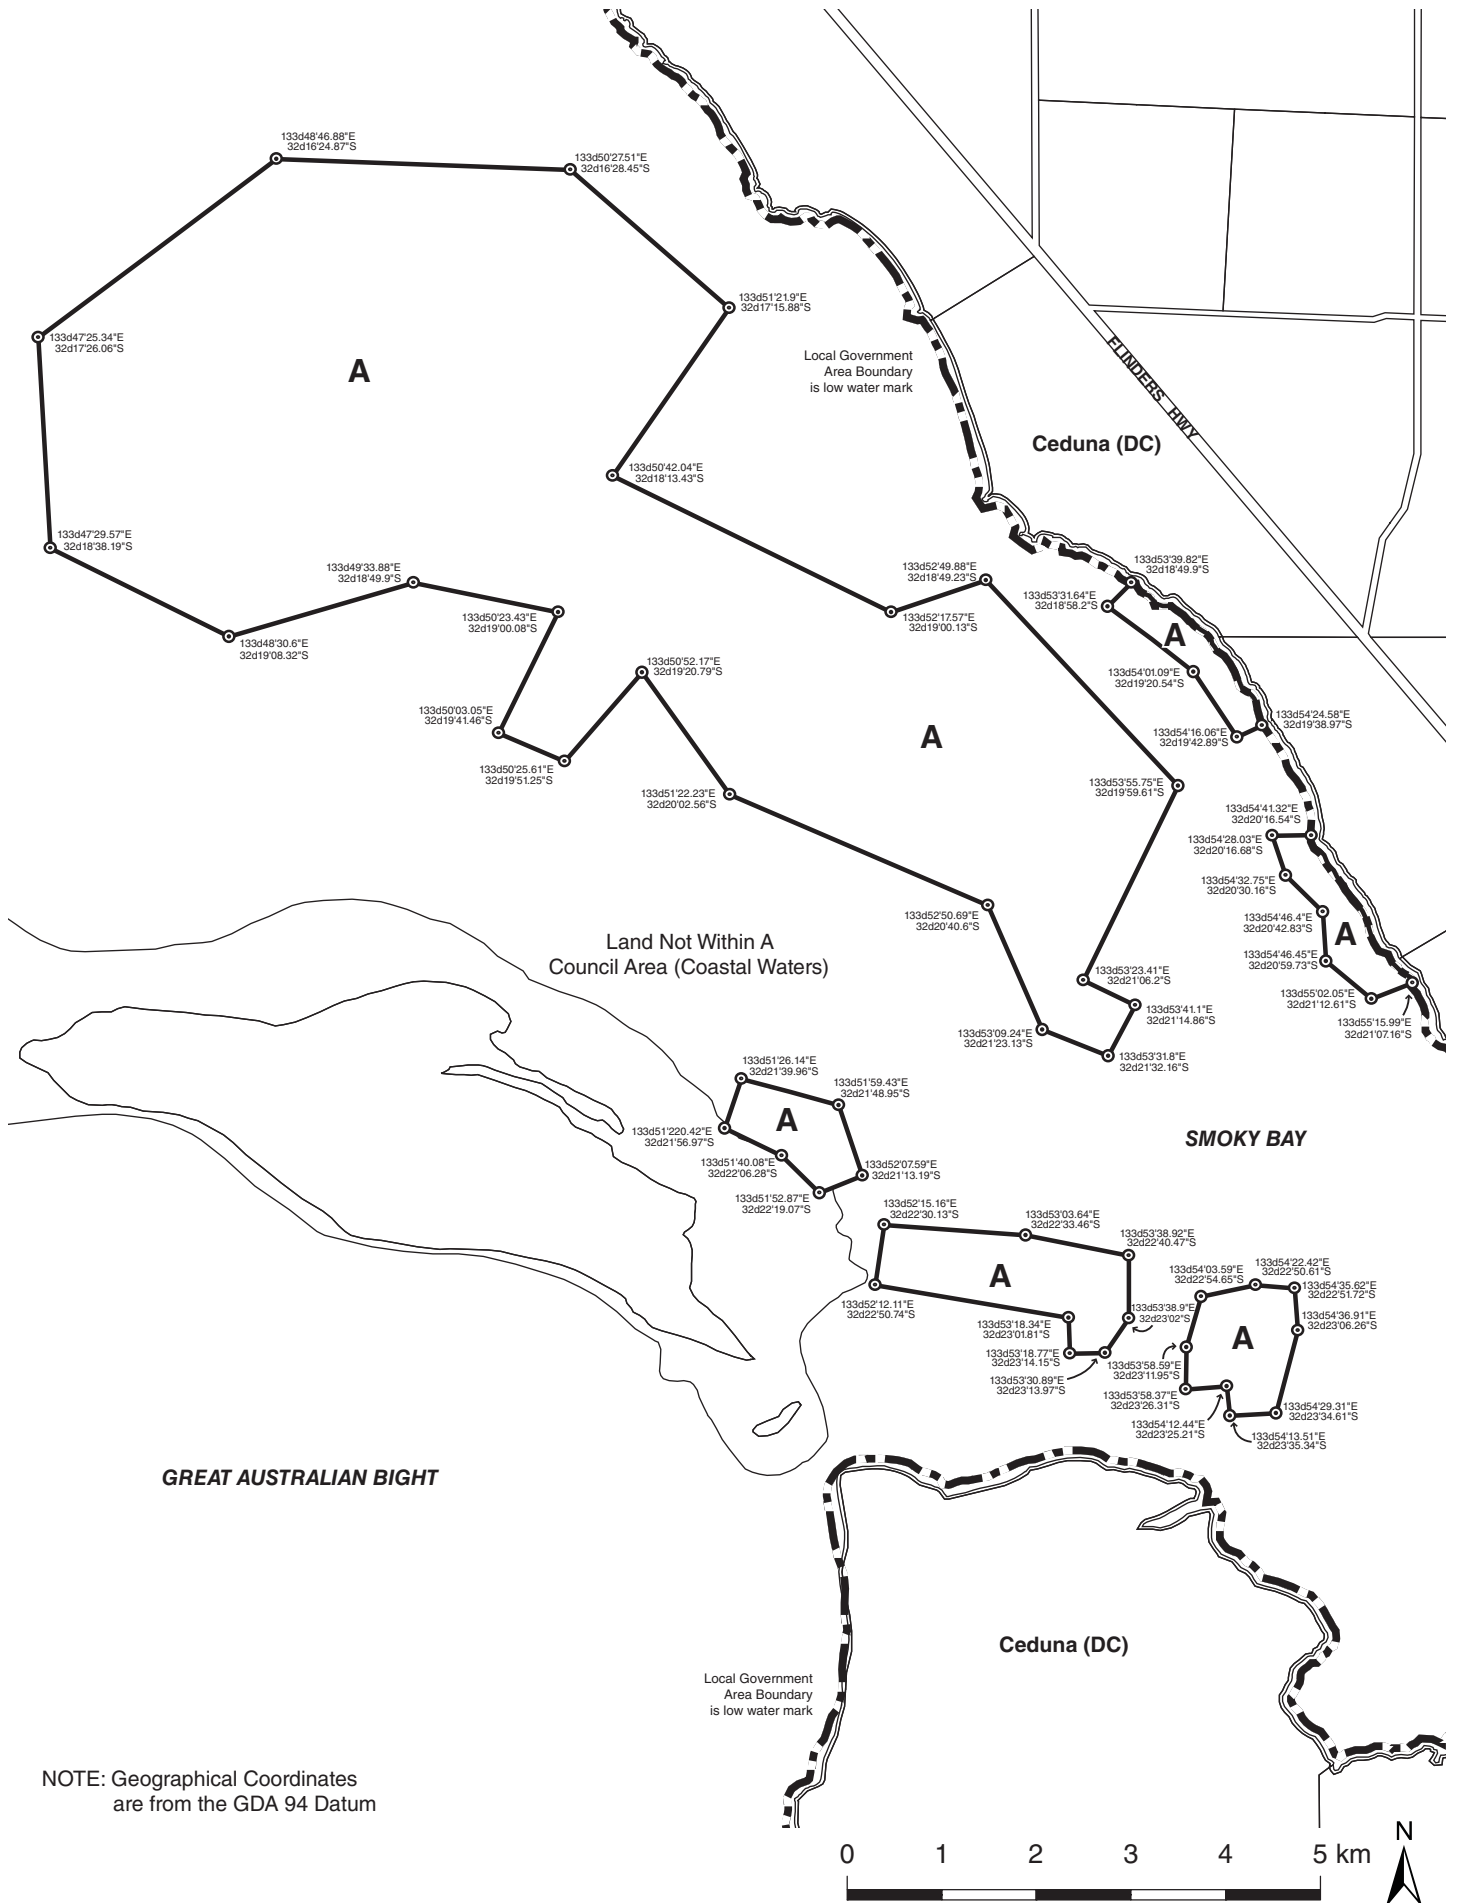 133d48'46.88"E
32d16'24.87"S
133d50'27.51"E
32d16'28.45"S
133d51'21.9"E
32d17'15.88"S
133d47'25.34"E
32d17'26.06"S
A
Local Government
Area Boundary
is low water mark
FLINDERS HWY
Ceduna (DC)
133d50'42.04"E
32d18'13.43"S
133d47'29.57"E
32d18'38.19"S
133d49'33.88"E
32d18'49.9"S
133d52'49.88"E
32d18'49.23"S
133d53'39.82"E
32d18'49.9"S
133d53'31.64"E
32d18'58.2"S
133d50'23.43"E
32d19'00.08"S
133d52'17.57"E
32d19'00.13"S
A
133d48'30.6"E
32d19'08.32"S
133d50'52.17"E
32d19'20.79"S
133d54'01.09"E
32d19'20.54"S
133d50'03.05"E
32d19'41.46"S
133d54'24.58"E
32d19'38.97"S
133d54'16.06"E
32d19'42.89"S
A
133d50'25.61"E
32d19'51.25"S
133d51'22.23"E
32d20'02.56"S
133d53'55.75"E
32d19'59.61"S
133d54'41.32"E
32d20'16.54"S
133d54'28.03"E
32d20'16.68"S
133d54'32.75"E
32d20'30.16"S
133d52'50.69"E
32d20'40.6"S
133d54'46.4"E
32d20'42.83"S
A
Land Not Within A
Council Area (Coastal Waters)
133d54'46.45"E
32d20'59.73"S
133d53'23.41"E
32d21'06.2"S
133d55'02.05"E
32d21'12.61"S
133d53'41.1"E
32d21'14.86"S
133d55'15.99"E
32d21'07.16"S
133d53'09.24"E
32d21'23.13"S
133d53'31.8"E
32d21'32.16"S
133d51'26.14"E
32d21'39.96"S
133d51'59.43"E
32d21'48.95"S
A
133d51'220.42"E
32d21'56.97"S
SMOKY BAY
133d51'40.08"E
32d22'06.28"S
133d52'07.59"E
32d21'13.19"S
133d51'52.87"E
32d22'19.07"S
133d52'15.16"E
32d22'30.13"S
133d53'03.64"E
32d22'33.46"S
133d53'38.92"E
32d22'40.47"S
A
133d54'22.42"E
32d22'50.61"S
133d54'03.59"E
32d22'54.65"S
133d54'35.62"E
32d22'51.72"S
133d52'12.11"E
32d22'50.74"S
133d53'38.9"E
32d23'02"S
133d53'18.34"E
32d23'01.81"S
133d54'36.91"E
32d23'06.26"S
A
133d53'18.77"E
32d23'14.15"S
133d53'58.59"E
32d23'11.95"S
133d53'30.89"E
32d23'13.97"S
133d53'58.37"E
32d23'26.31"S
133d54'29.31"E
32d23'34.61"S
133d54'12.44"E
32d23'25.21"S
133d54'13.51"E
32d23'35.34"S
GREAT AUSTRALIAN BIGHT
Ceduna (DC)
Local Government
Area Boundary
is low water mark
NOTE: Geographical Coordinates
are from the GDA 94 Datum
N
0 1 2 3 4 5 km